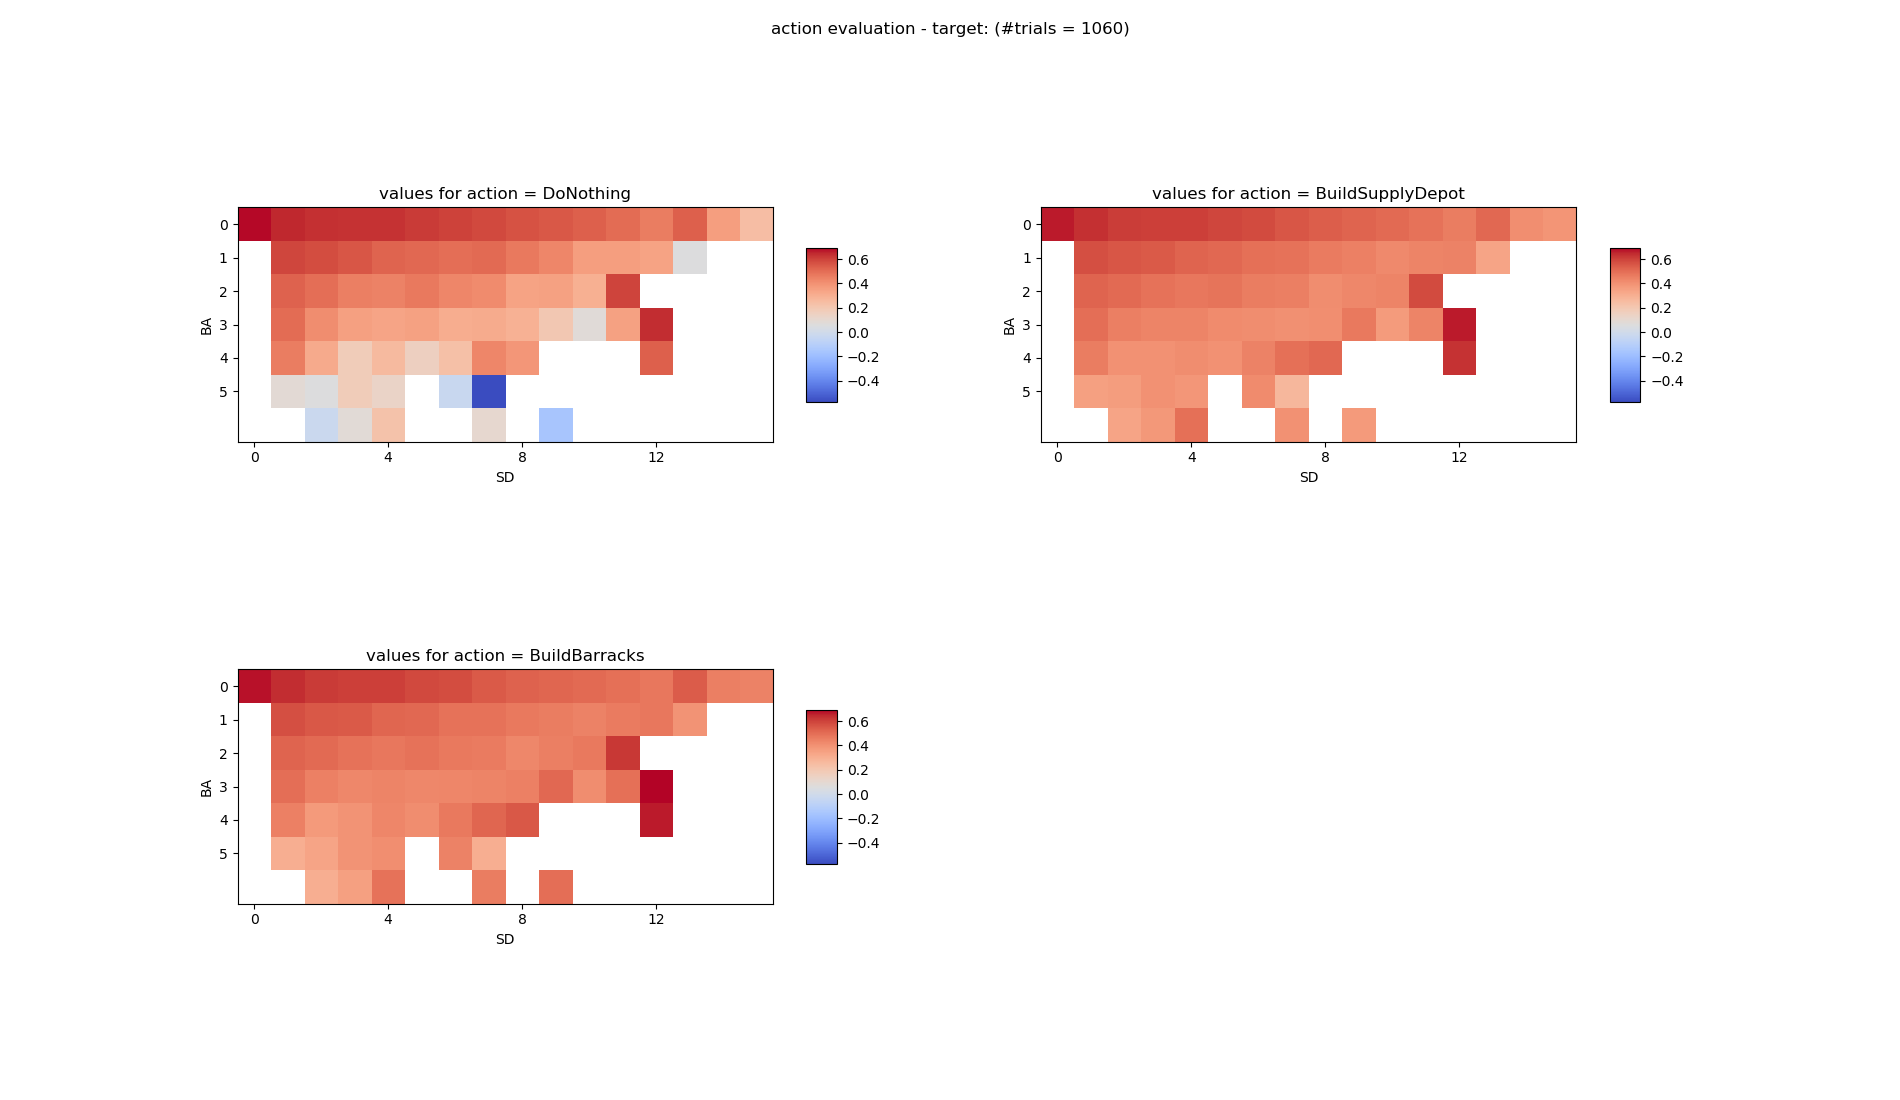 action evaluation - target: (#trials = 1060)
values for action = DoNothing
BA
0
1
2
3
4
5
0 4 8 12
SD
0.6
0.4
0.2
0.0
−0.2
−0.4
values for action = BuildSupplyDepot
BA
0
1
2
3
4
5
0 4 8 12
SD
0.6
0.4
0.2
0.0
−0.2
−0.4
values for action = BuildBarracks
BA
0
1
2
3
4
5
0 4 8 12
SD
0.6
0.4
0.2
0.0
−0.2
−0.4